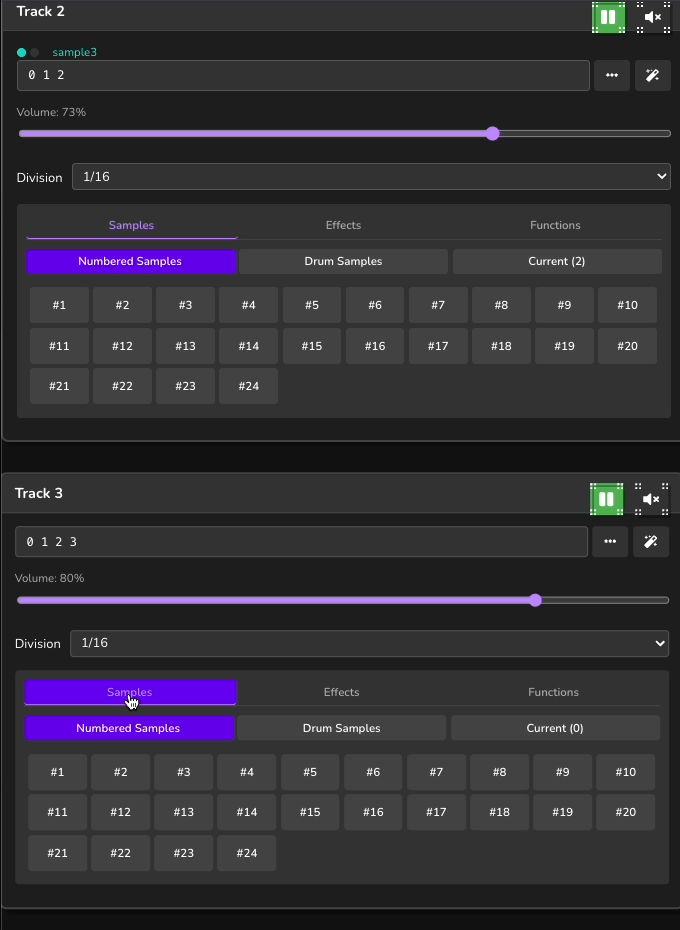 Track 2
sample3
0 1 2
Volume: 73%
Division 1/16
Samples Effects Functions
Numbered Samples Drum Samples Current (2)
#1 #2 #3 #4 #5 #6 #7 #8 #9 #10
#11 #12 #13 #14 #15 #16 #17 #18 #19 #20
#21 #22 #23 #24
Track 3
0 1 2 3
Volume: 80%
Division 1/16
Samples Effects Functions
Numbered Samples Drum Samples Current (0)
#1 #2 #3 #4 #5 #6 #7 #8 #9 #10
#11 #12 #13 #14 #15 #16 #17 #18 #19 #20
#21 #22 #23 #24